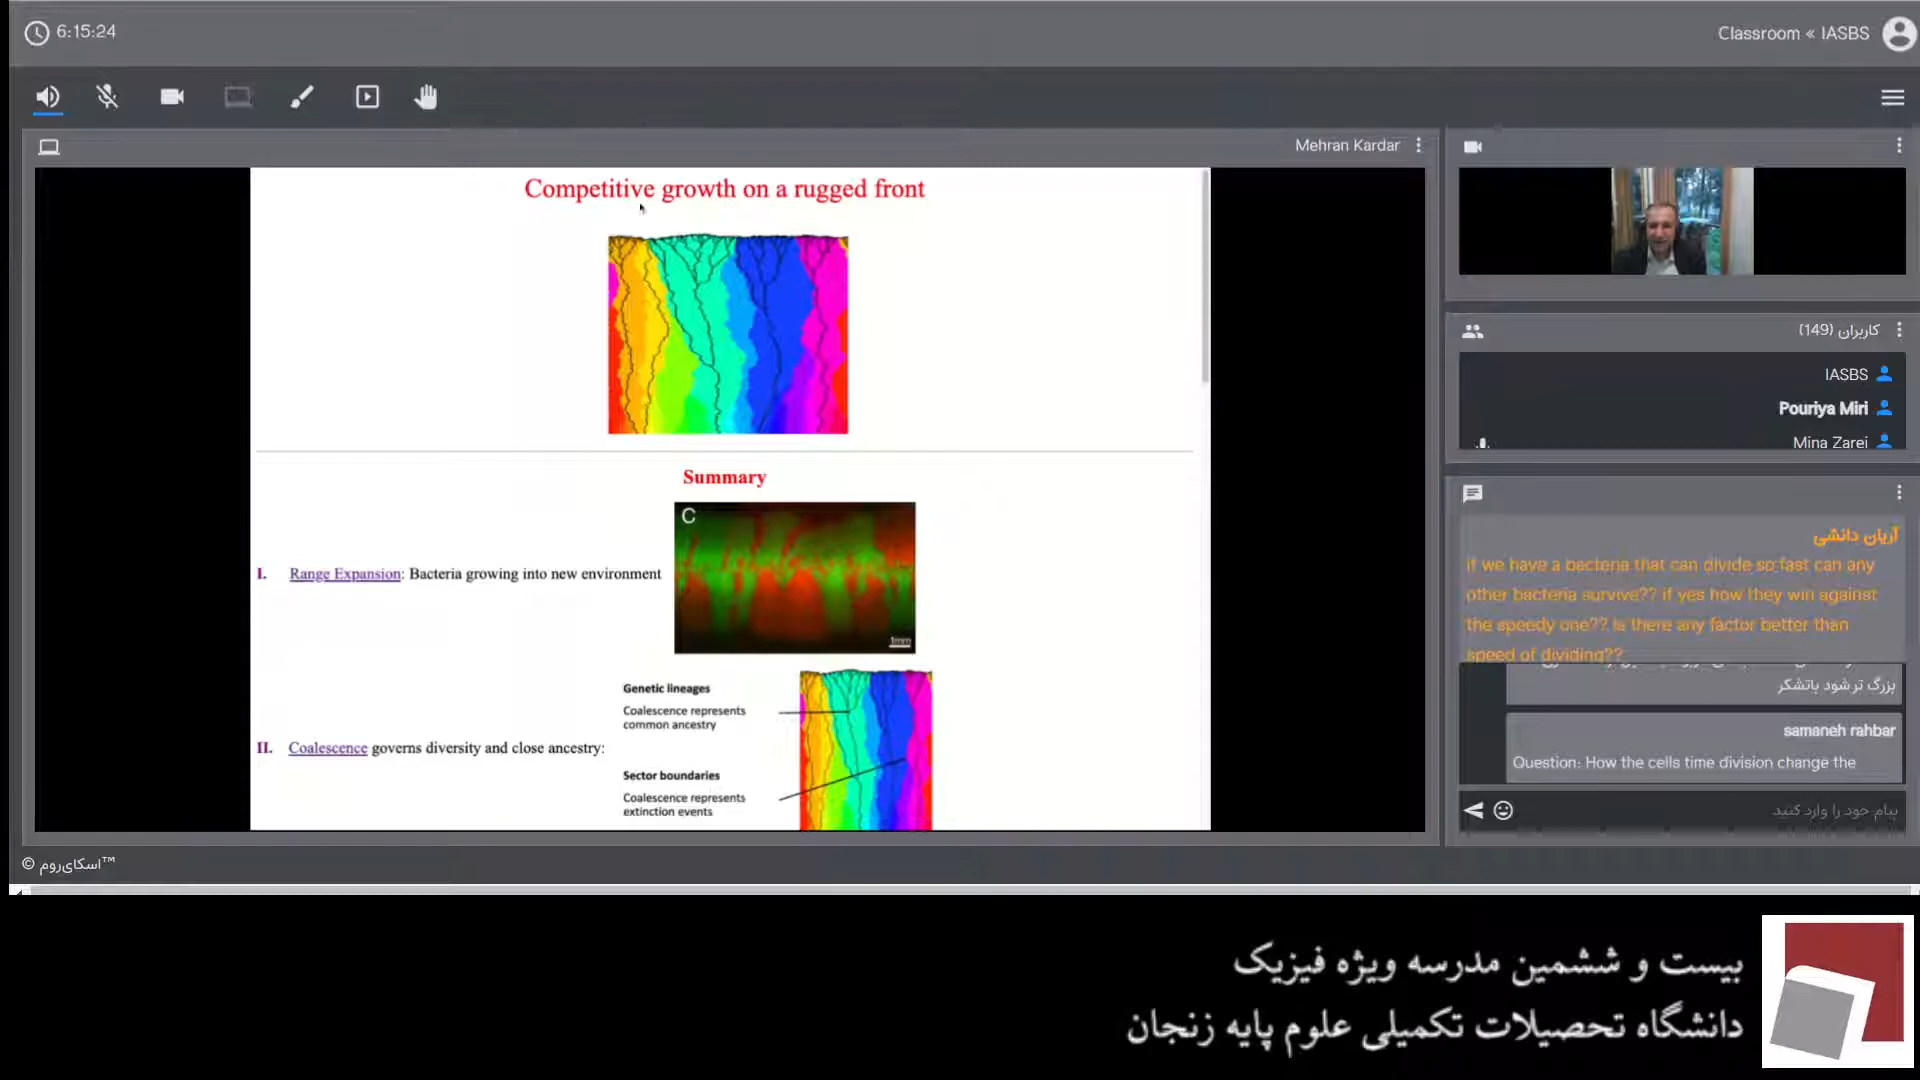 6:15:24
Classroom « IASBS
Mehran Kardar
Competitive growth on a rugged front
Summary
C
1mm
I. Range Expansion: Bacteria growing into new environment
Genetic lineages
Coalescence represents
common ancestry
II. Coalescence governs diversity and close ancestry:
Sector boundaries
Coalescence represents
extinction events
کاربران (149)
IASBS
Pouriya Miri
Mina Zarei
آریان دانشی
if we have a bacteria that can divide so fast can any
other bacteria survive?? if yes how they win against
the speedy one?? Is there any factor better than
speed of dividing??
بزرگ تر شود باتشکر
samaneh rahbar
Question: How the cells time division change the
پیام خود را وارد کنید
© اسکای‌روم™
بیست و ششمین مدرسه ویژه فیزیک
دانشگاه تحصیلات تکمیلی علوم پایه زنجان